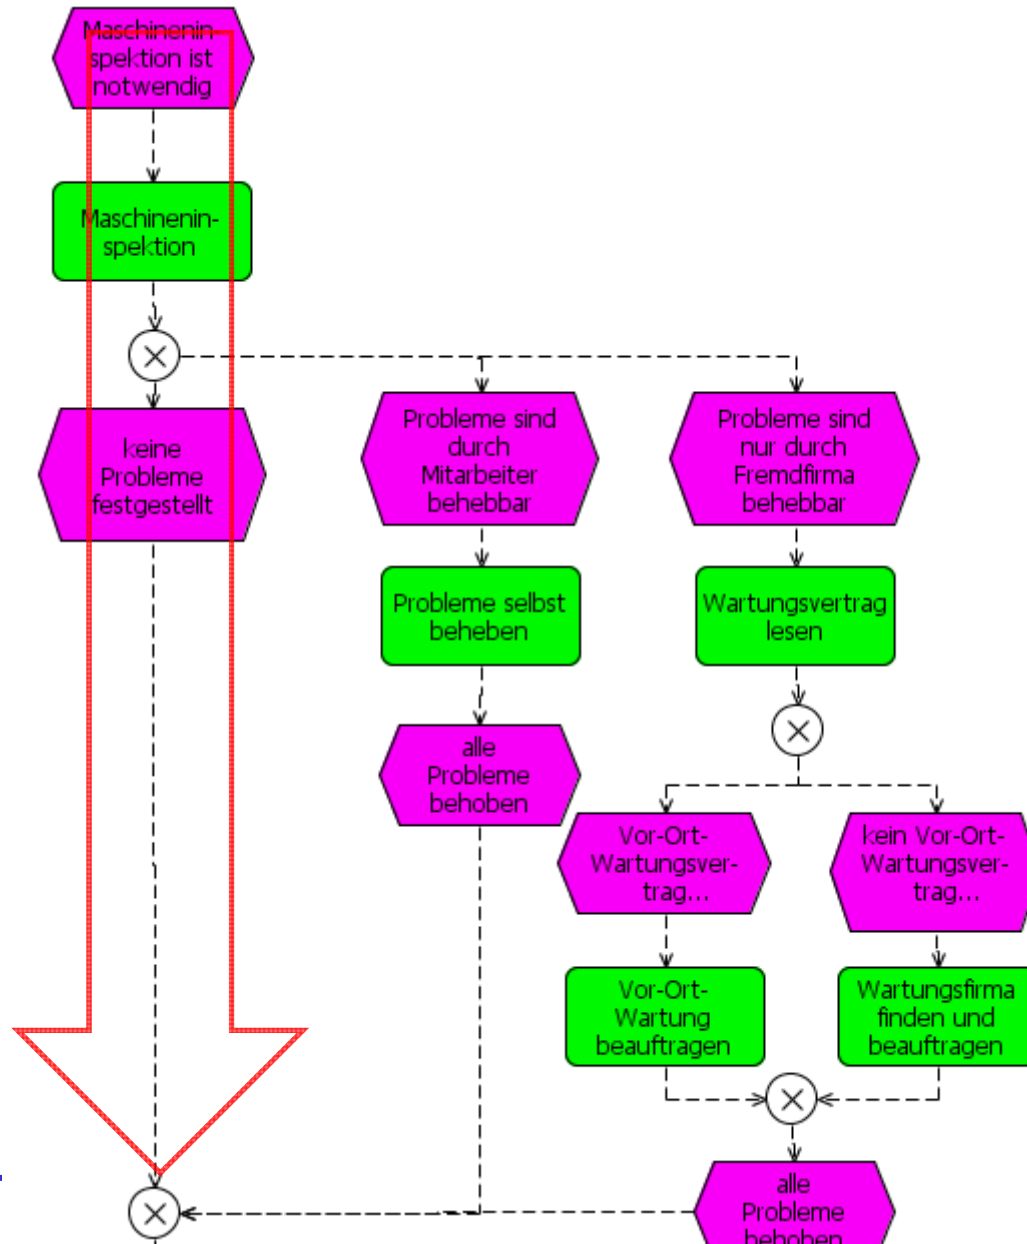 Maschinenin-
spektion ist
notwendig
Maschinenin-
spektion
keine
Probleme
festgestellt
Probleme sind
durch
Mitarbeiter
behebbar
Probleme sind
nur durch
Fremdfirma
behebbar
Probleme selbst
beheben
Wartungsvertrag
lesen
alle
Probleme
behoben
Vor-Ort-
Wartungsver-
trag...
kein Vor-Ort-
Wartungsver-
trag...
Vor-Ort-
Wartung
beauftragen
Wartungsfirma
finden und
beauftragen
alle
Probleme
behoben